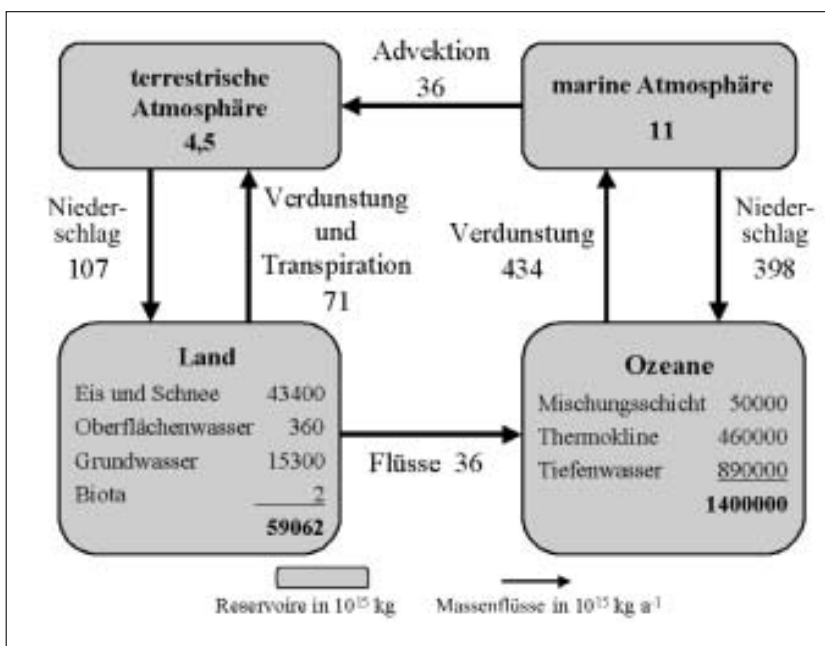 terrestrische
Atmosphäre
4,5
Advektion
36
marine Atmosphäre
11
Nieder-
schlag
107
Verdunstung
und
Transpiration
71
Verdunstung
434
Nieder-
schlag
398
Land
Eis und Schnee 43400
Oberflächenwasser 360
Grundwasser 15300
Biota 2
59062
Flüsse 36
Ozeane
Mischungsschicht 50000
Thermokline 460000
Tiefenwasser 890000
1400000
Reservoire in 10¹⁵ kg
Massenflüsse in 10¹⁵ kg a⁻¹